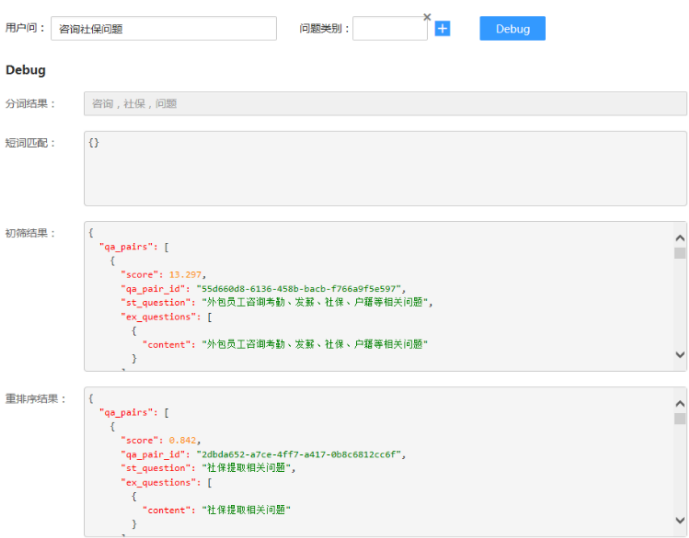 用户问： 咨询社保问题 问题类别： × + Debug
Debug
分词结果： 咨询 , 社保 , 问题
短词匹配： {}
初筛结果： {
"qa_pairs": [
{
"score": 13.297,
"qa_pair_id": "55d660d8-6136-458b-bacb-f766a9f5e597",
"st_question": "外包员工咨询考勤、发薪、社保、户籍等相关问题",
"ex_questions": [
{
"content": "外包员工咨询考勤、发薪、社保、户籍等相关问题"
}
重排序结果： {
"qa_pairs": [
{
"score": 0.842,
"qa_pair_id": "2dbda652-a7ce-4ff7-a417-0b8c6812cc6f",
"st_question": "社保提取相关问题",
"ex_questions": [
{
"content": "社保提取相关问题"
}